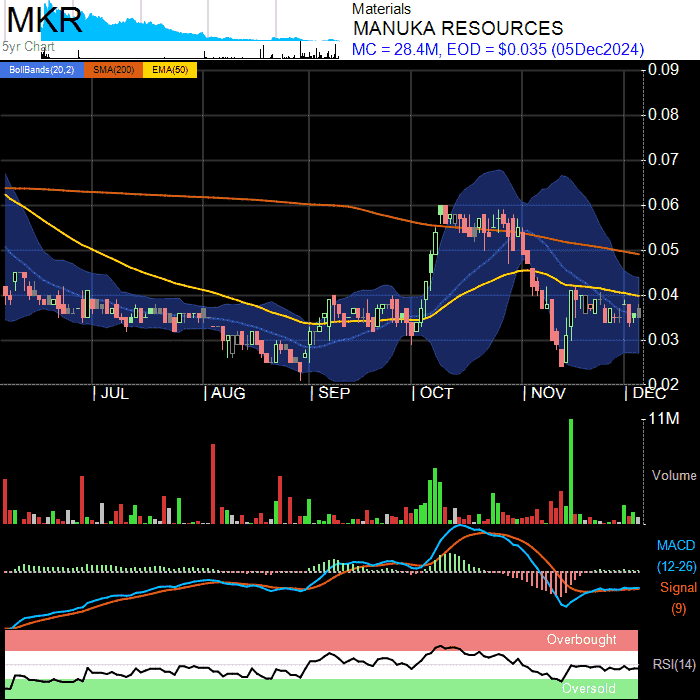 MKR
5yr Chart
Materials
MANUKA RESOURCES
MC = 28.4M, EOD = $0.035 (05Dec2024)
BollBands(20,2) SMA(200) EMA(50)
0.09
0.08
0.07
0.06
0.05
0.04
0.03
0.02
JUL AUG SEP OCT NOV DEC
11M
Volume
MACD
(12-26)
Signal
(9)
Overbought
RSI(14)
Oversold